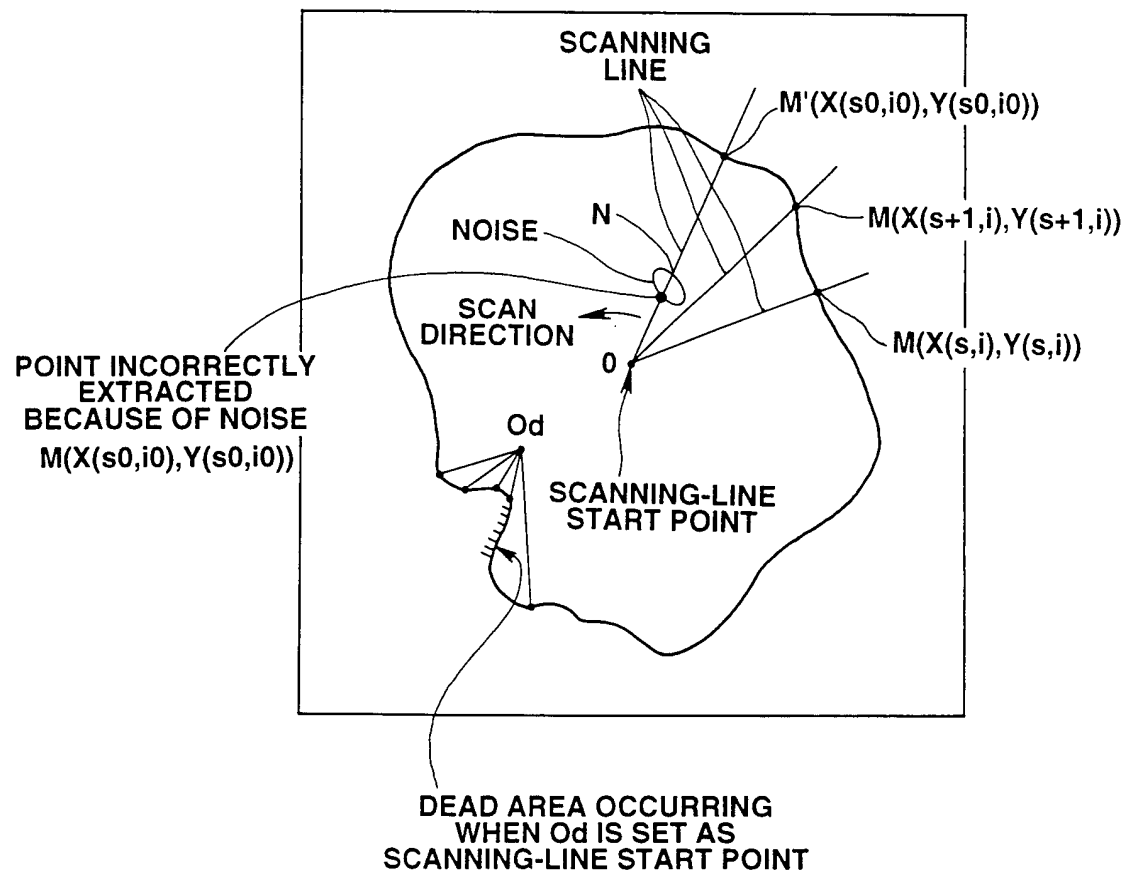 SCANNING
LINE
M'(X(s0,i0),Y(s0,i0))
N
M(X(s+1,i),Y(s+1,i))
NOISE
SCAN
DIRECTION
M(X(s,i),Y(s,i))
0
POINT INCORRECTLY
EXTRACTED
BECAUSE OF NOISE
M(X(s0,i0),Y(s0,i0))
Od
SCANNING-LINE
START POINT
DEAD AREA OCCURRING
WHEN Od IS SET AS
SCANNING-LINE START POINT